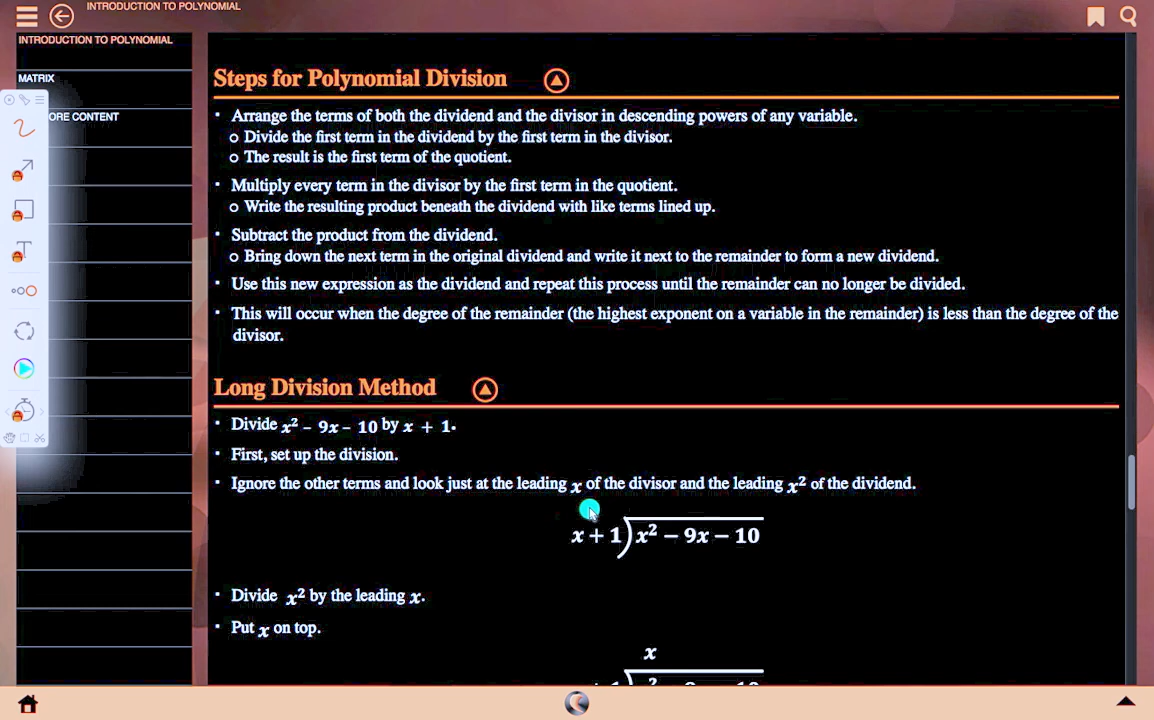 INTRODUCTION TO POLYNOMIAL
INTRODUCTION TO POLYNOMIAL
MATRIX
ORE CONTENT
Steps for Polynomial Division
• Arrange the terms of both the dividend and the divisor in descending powers of any variable.
o Divide the first term in the dividend by the first term in the divisor.
o The result is the first term of the quotient.
• Multiply every term in the divisor by the first term in the quotient.
o Write the resulting product beneath the dividend with like terms lined up.
• Subtract the product from the dividend.
o Bring down the next term in the original dividend and write it next to the remainder to form a new dividend.
• Use this new expression as the dividend and repeat this process until the remainder can no longer be divided.
• This will occur when the degree of the remainder (the highest exponent on a variable in the remainder) is less than the degree of the
divisor.
Long Division Method
• Divide x² – 9x – 10 by x + 1.
• First, set up the division.
• Ignore the other terms and look just at the leading x of the divisor and the leading x² of the dividend.
x + 1)x² − 9x − 10
• Divide x² by the leading x.
• Put x on top.
x